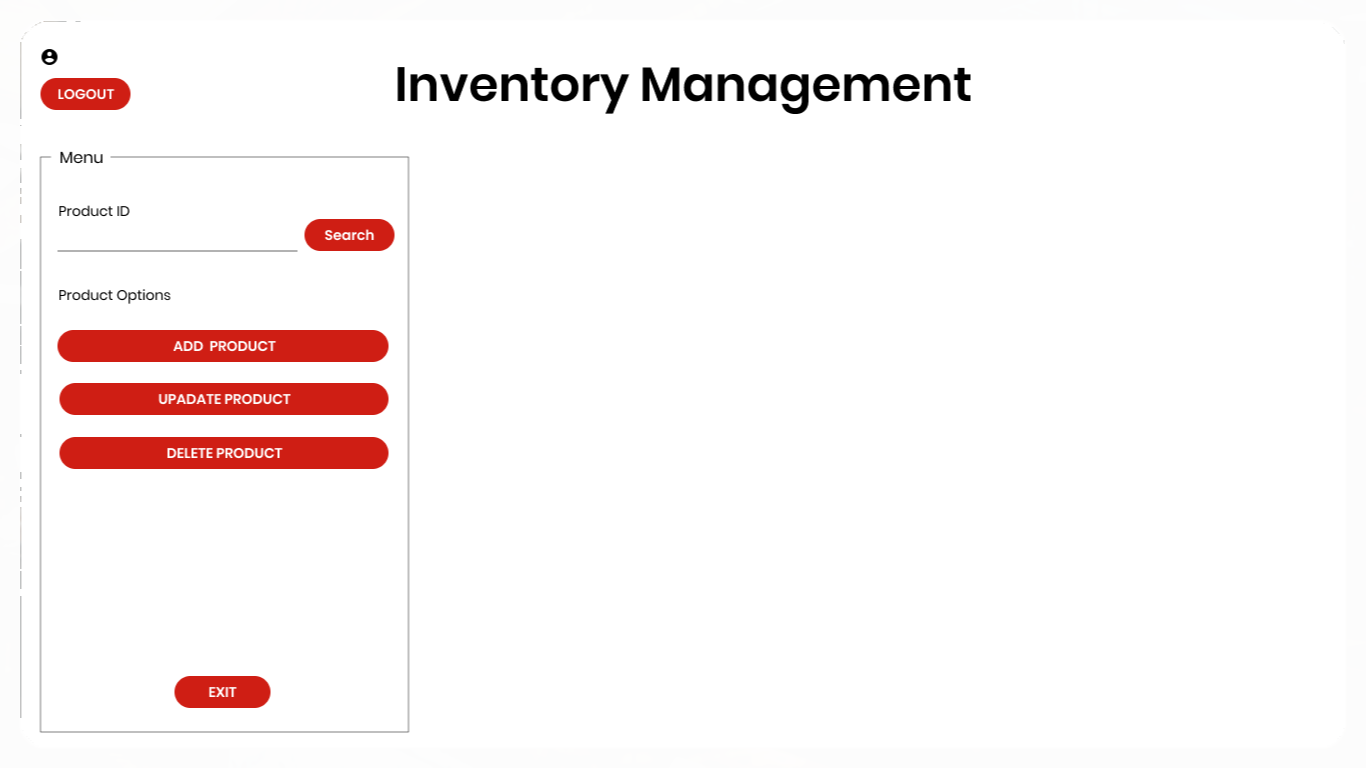 Inventory Management
LOGOUT
Menu
Product ID
Search
Product Options
ADD  PRODUCT
UPADATE PRODUCT
DELETE PRODUCT
EXIT